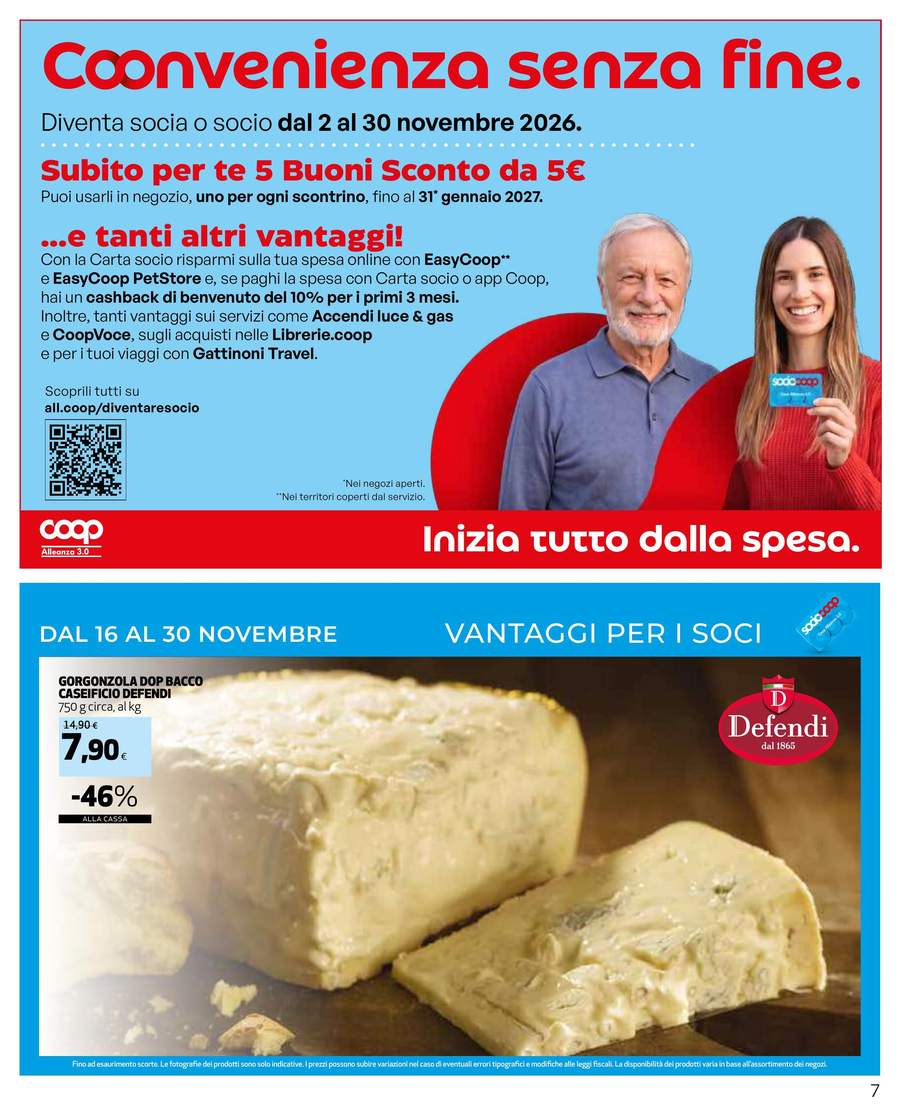 Coonvenienza senza fine.
Diventa socia o socio dal 2 al 30 novembre 2026.
Subito per te 5 Buoni Sconto da 5€
Puoi usarli in negozio, uno per ogni scontrino, fino al 31* gennaio 2027.
...e tanti altri vantaggi!
Con la Carta socio risparmi sulla tua spesa online con EasyCoop**
e EasyCoop PetStore e, se paghi la spesa con Carta socio o app Coop,
hai un cashback di benvenuto del 10% per i primi 3 mesi.
Inoltre, tanti vantaggi sui servizi come Accendi luce & gas
e CoopVoce, sugli acquisti nelle Librerie.coop
e per i tuoi viaggi con Gattinoni Travel.
Scoprili tutti su
all.coop/diventaresocio
*Nei negozi aperti.
**Nei territori coperti dal servizio.
sociocoop
coop
Alleanza 3.0
Inizia tutto dalla spesa.
DAL 16 AL 30 NOVEMBRE
VANTAGGI PER I SOCI
sociocoop
GORGONZOLA DOP BACCO
CASEIFICIO DEFENDI
750 g circa, al kg
14,90 €
7,90 €
-46%
ALLA CASSA
D
Defendi
dal 1865
Fino ad esaurimento scorte. Le fotografie dei prodotti sono solo indicative. I prezzi possono subire variazioni nel caso di eventuali errori tipografici e modifiche alle leggi fiscali. La disponibilità dei prodotti varia in base all'assortimento dei negozi.
7